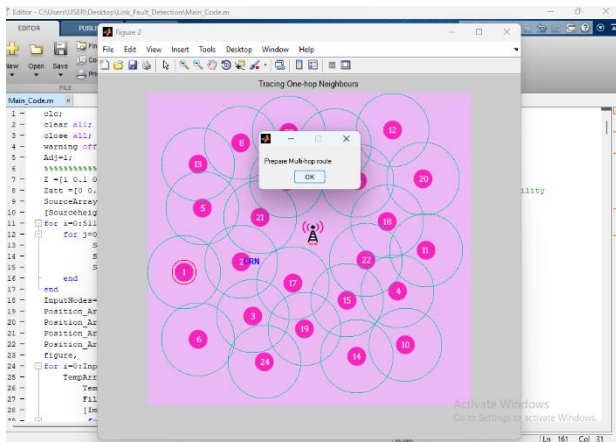 Editor - C:\Users\USER\Desktop\Link_Fault_Detection\Main_Code.m
EDITOR
PUBL
New Open Save
FILE
Main_Code.m
1 - clc;
2 - clear all;
3 - close all;
4 - warning off
5 - Adj=1;
6
7 - Z =[1 0.1 0
8 - Zatt =[0 0.
9 - SourceArray
10 - [Sourceheig
11 - for i=0:511
12 - for j=0
13 - S
14 - S
15 - S
16 - end
17 - end
18 - InputNodes=
19 - Position_Ar
20 - Position_Ar
21 - Position_Ar
22 - Position_Ar
23 - figure,
24 - for i=0:Inp
25 - TempArr
26 - Tem
27 - Fil
28 - [Im
ility
Figure 2
File Edit View Insert Tools Desktop Window Help
Tracing One-hop Neighbours
12
8
13
20
5
21
18
11
2 CRN
22
1
17
4
15
3
19
6
10
14
24
Prepare Multi-hop route
OK
Activate Windows
Go to Settings to activate Windows.
Ln 161 Col 31